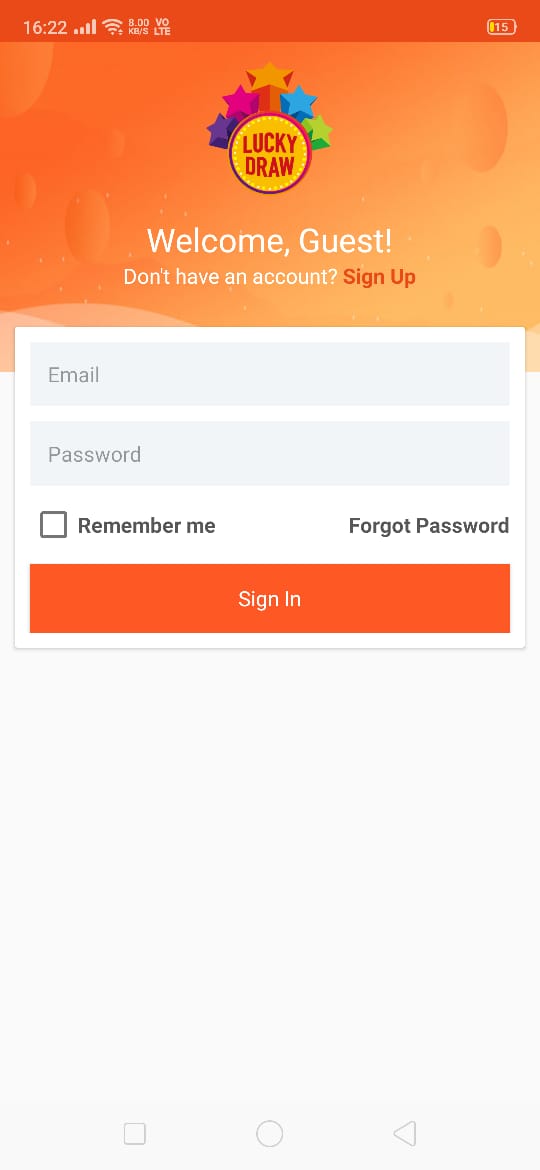 16:22 8.00 KB/S VO LTE 15
LUCKY
DRAW
Welcome, Guest!
Don't have an account? Sign Up
Email
Password
Remember me Forgot Password
Sign In